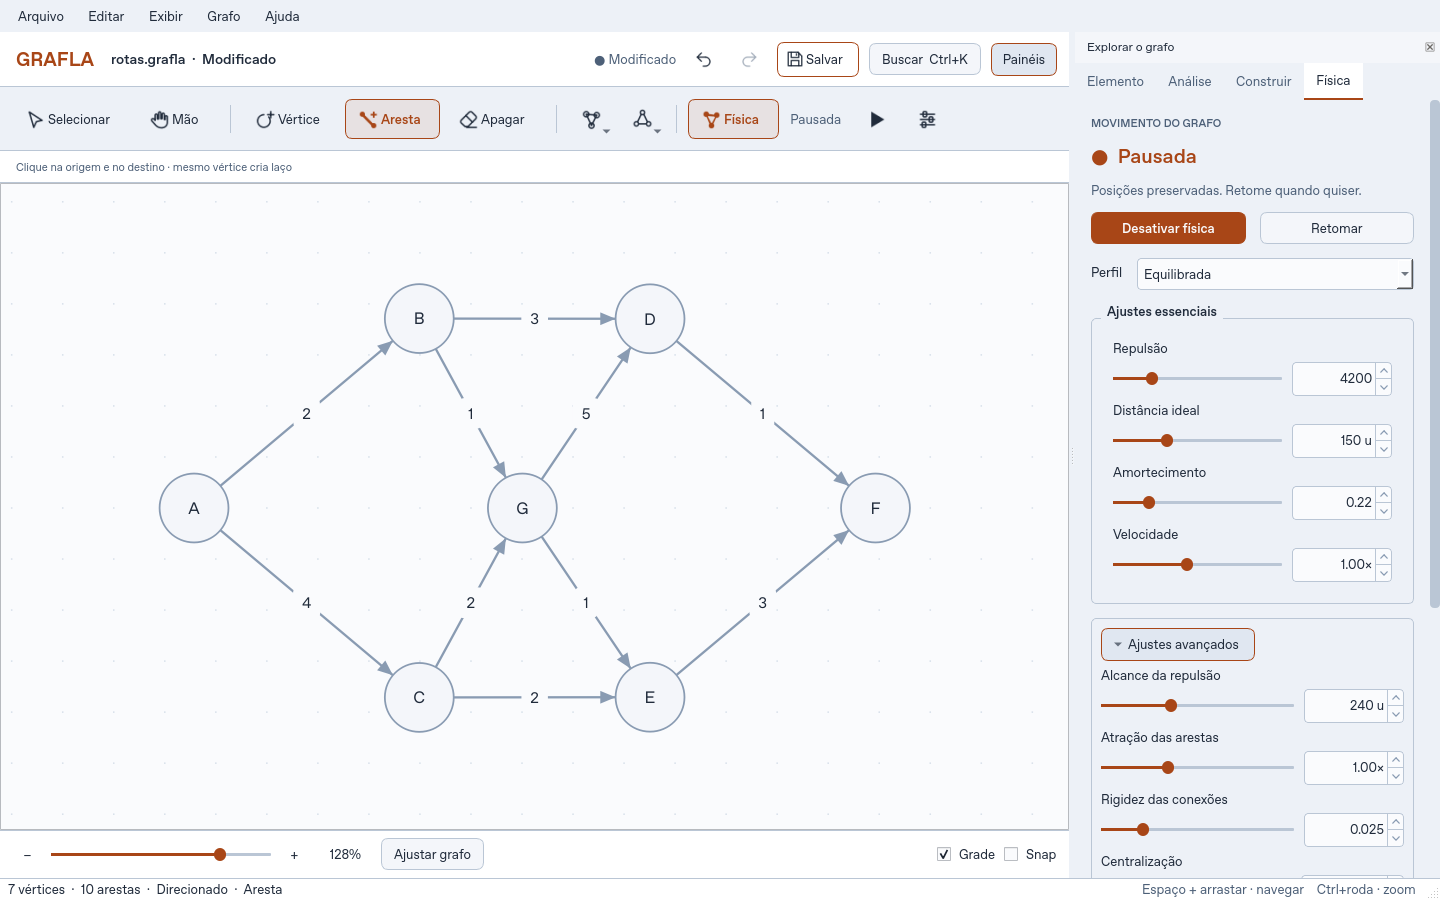 Arquivo Editar Exibir Grafo Ajuda
GRAFLA rotas.grafla · Modificado
Modificado Salvar Buscar Ctrl+K Painéis
Selecionar Mão Vértice Aresta Apagar Física Pausada
Clique na origem e no destino · mesmo vértice cria laço
B 3 D
2 1 5 1
A G F
4 2 1 3
C 2 E
− + 128% Ajustar grafo Grade Snap
7 vértices · 10 arestas · Direcionado · Aresta
Espaço + arrastar · navegar Ctrl+roda · zoom
Explorar o grafo
Elemento Análise Construir Física
MOVIMENTO DO GRAFO
Pausada
Posições preservadas. Retome quando quiser.
Desativar física Retomar
Perfil Equilibrada
Ajustes essenciais
Repulsão
4200
Distância ideal
150 u
Amortecimento
0.22
Velocidade
1.00×
Ajustes avançados
Alcance da repulsão
240 u
Atração das arestas
1.00×
Rigidez das conexões
0.025
Centralização